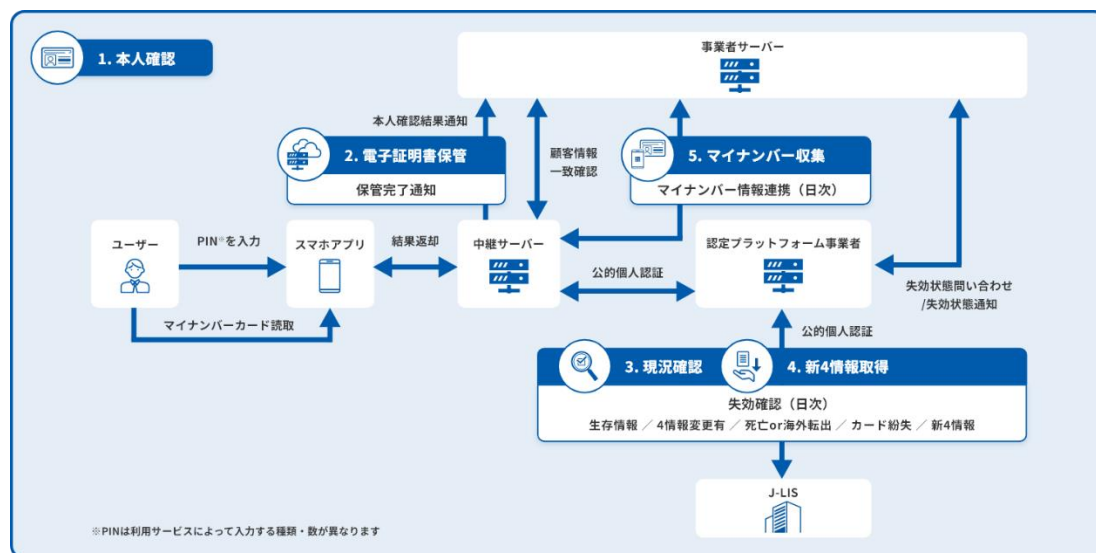 1. 本人確認
事業者サーバー
本人確認結果通知
2. 電子証明書保管
保管完了通知
顧客情報
一致確認
5. マイナンバー収集
マイナンバー情報連携（日次）
ユーザー
PIN※を入力
スマホアプリ
結果返却
中継サーバー
公的個人認証
認定プラットフォーム事業者
失効状態問い合わせ
/失効状態通知
マイナンバーカード読取
公的個人認証
3. 現況確認
4. 新4情報取得
失効確認（日次）
生存情報 ／ 4情報変更有 ／ 死亡or海外転出 ／ カード紛失 ／ 新4情報
J-LIS
※PINは利用サービスによって入力する種類・数が異なります